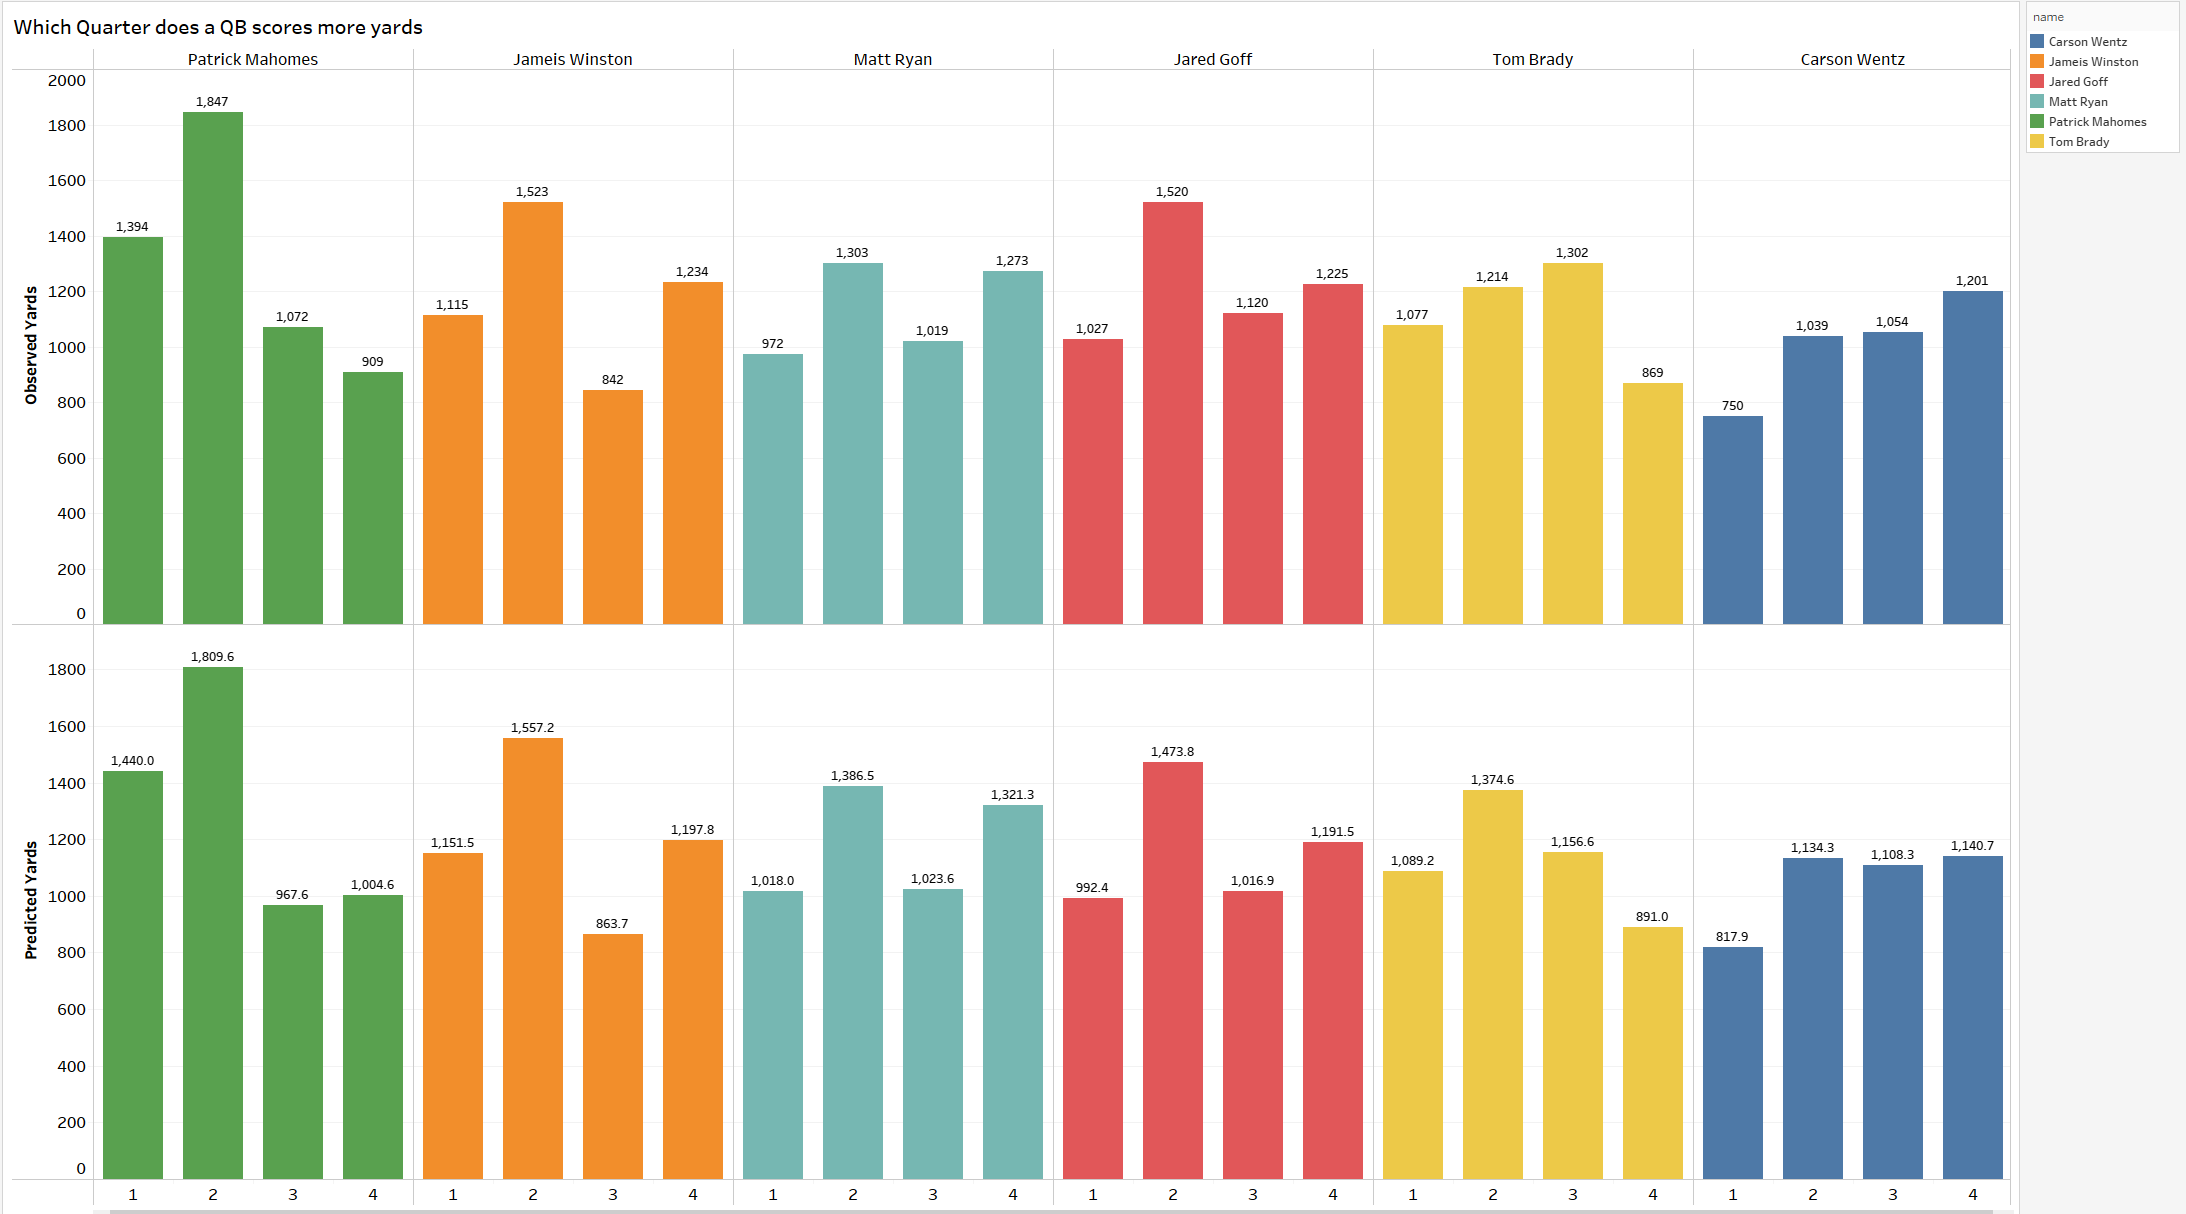 Which Quarter does a QB scores more yards
Patrick Mahomes Jameis Winston Matt Ryan Jared Goff Tom Brady Carson Wentz
Observed Yards
2000
1800
1600
1400
1200
1000
800
600
400
200
0
1,394 1,847 1,072 909
1,115 1,523 842 1,234
972 1,303 1,019 1,273
1,027 1,520 1,120 1,225
1,077 1,214 1,302 869
750 1,039 1,054 1,201
Predicted Yards
1800
1600
1400
1200
1000
800
600
400
200
0
1,440.0 1,809.6 967.6 1,004.6
1,151.5 1,557.2 863.7 1,197.8
1,018.0 1,386.5 1,023.6 1,321.3
992.4 1,473.8 1,016.9 1,191.5
1,089.2 1,374.6 1,156.6 891.0
817.9 1,134.3 1,108.3 1,140.7
1 2 3 4 1 2 3 4 1 2 3 4 1 2 3 4 1 2 3 4 1 2 3 4
name
Carson Wentz
Jameis Winston
Jared Goff
Matt Ryan
Patrick Mahomes
Tom Brady